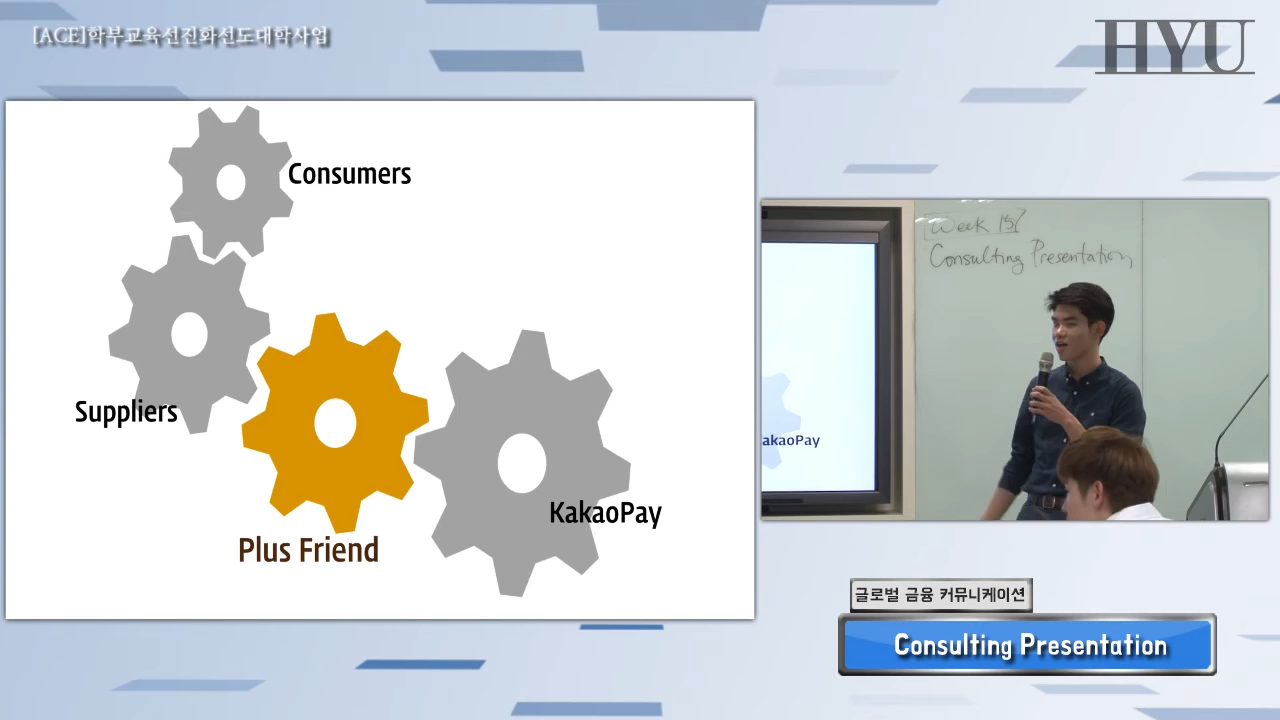 [ACE]학부교육선진화선도대학사업
HYU
Consumers
Suppliers
Plus Friend
KakaoPay
Week 15
Consulting Presentation
akaoPay
글로벌 금융 커뮤니케이션
Consulting Presentation